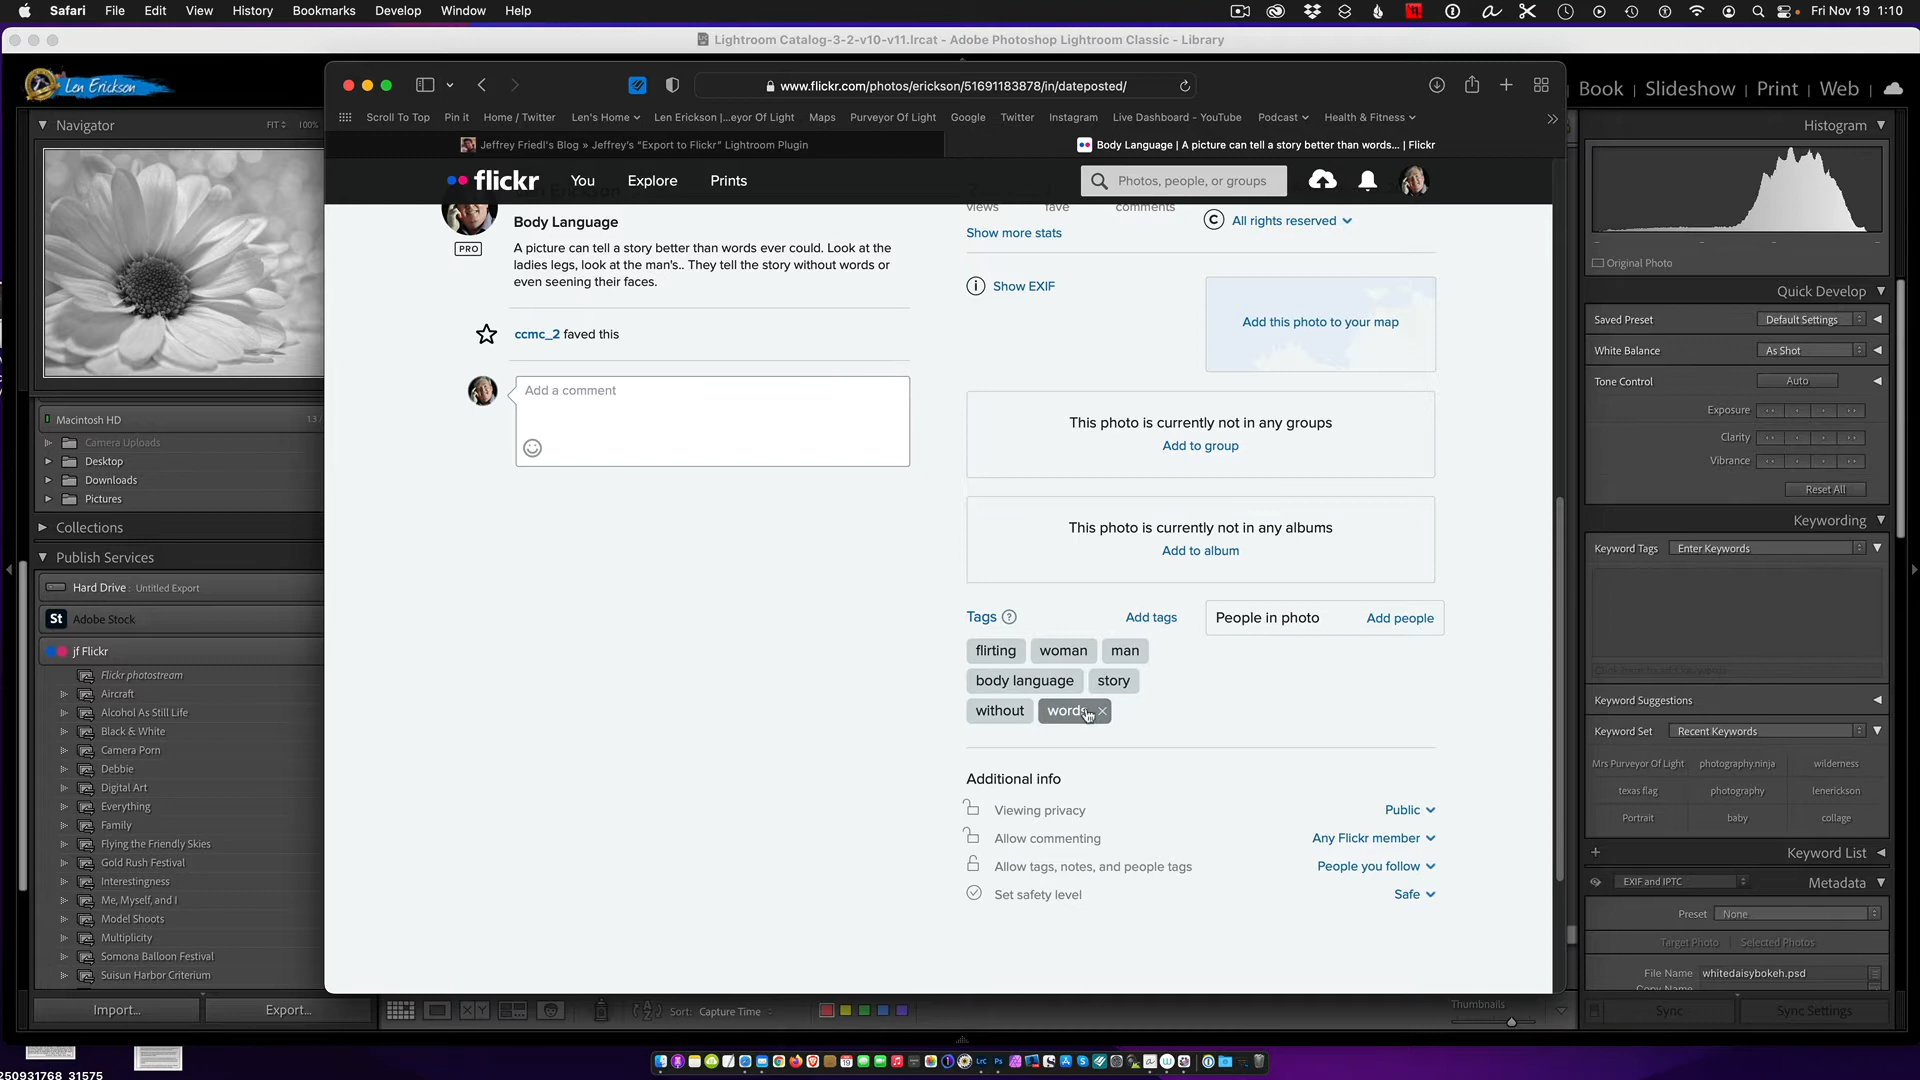 Safari File Edit View History Bookmarks Develop Window Help Fri Nov 19 1:10
Lightroom Catalog-3-2-v10-v11.lrcat - Adobe Photoshop Lightroom Classic - Library
Len Erickson
Book | Slideshow | Print | Web
www.flickr.com/photos/erickson/51691183878/in/dateposted/
Scroll To Top Pin it Home / Twitter Len's Home Len Erickson |...eyor Of Light Maps Purveyor Of Light Google Twitter Instagram Live Dashboard - YouTube Podcast Health & Fitness
Jeffrey Friedl's Blog » Jeffrey's “Export to Flickr” Lightroom Plugin
Body Language | A picture can tell a story better than words... | Flickr
flickr You Explore Prints
Photos, people, or groups
Body Language
PRO
A picture can tell a story better than words ever could. Look at the
ladies legs, look at the man's.. They tell the story without words or
even seening their faces.
ccmc_2 faved this
Add a comment
views fave comments
Show more stats
All rights reserved
Show EXIF
Add this photo to your map
This photo is currently not in any groups
Add to group
This photo is currently not in any albums
Add to album
Tags ? Add tags
flirting woman man
body language story
without words ×
People in photo Add people
Additional info
Viewing privacy Public
Allow commenting Any Flickr member
Allow tags, notes, and people tags People you follow
Set safety level Safe
Navigator FIT 100%
Macintosh HD
Camera Uploads
Desktop
Downloads
Pictures
Collections
Publish Services
Hard Drive : Untitled Export
St Adobe Stock
jf Flickr
Flickr photostream
Aircraft
Alcohol As Still Life
Black & White
Camera Porn
Debbie
Digital Art
Everything
Family
Flying the Friendly Skies
Gold Rush Festival
Interestingness
Me, Myself, and I
Model Shoots
Multiplicity
Somona Balloon Festival
Suisun Harbor Criterium
Import... Export...
Sort: Capture Time
Thumbnails
Histogram
Original Photo
Quick Develop
Saved Preset Default Settings
White Balance As Shot
Tone Control Auto
Exposure
Clarity
Vibrance
Reset All
Keywording
Keyword Tags Enter Keywords
Keyword Suggestions
Keyword Set Recent Keywords
Mrs Purveyor Of Light photography.ninja wilderness
texas flag photography lenerickson
Portrait baby collage
Keyword List
EXIF and IPTC Metadata
Preset None
Target Photo Selected Photos
File Name whitedaisybokeh.psd
Copy Name
Sync Sync Settings
250931768_31575